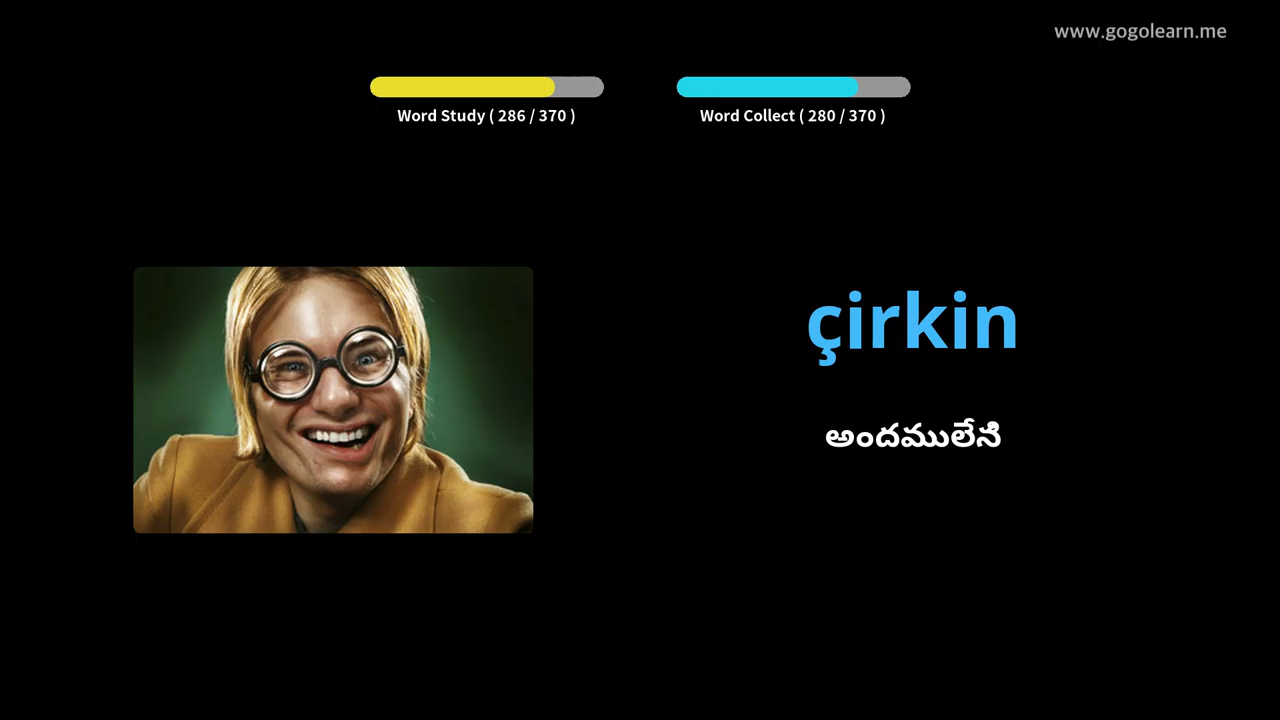 www.gogolearn.me
Word Study ( 286 / 370 )
Word Collect ( 280 / 370 )
çirkin
అందములేని